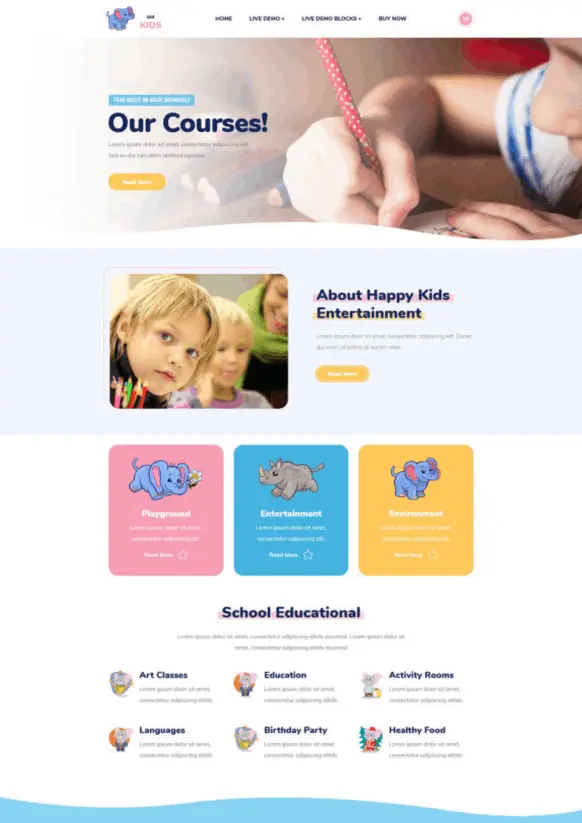 M4
KIDS
HOME
LIVE DEMO
LIVE DEMO BLOCKS
BUY NOW
THE BEST IN OUR SCHOOL!
Our Courses!
Lorem ipsum dolor sit amet, consectetur adipiscing elit.
Sed eu dui nec diam eleifend egestas.
Read More
About Happy Kids
Entertainment
Lorem ipsum dolor sit amet, consectetur adipiscing elit. Donec
dui enim, at pretia id auctor vitae.
Read More
Playground
Lorem ipsum dolor sit amet,
consectetur adipiscing elit.
Read More
Entertainment
Lorem ipsum dolor sit amet,
consectetur adipiscing elit.
Read More
Environment
Lorem ipsum dolor sit amet,
consectetur adipiscing elit.
Read More
School Educational
Lorem ipsum dolor sit amet, consectetur adipiscing elitdo eiusmod. Lorem ipsum dolor sit
amet, consectetur adipiscing elitdo eiusmod
Art Classes
Lorem ipsum dolor sit amet,
consectetur adipiscing elitdo
Education
Lorem ipsum dolor sit amet,
consectetur adipiscing elitdo
Activity Rooms
Lorem ipsum dolor sit amet,
consectetur adipiscing elitdo
Languages
Lorem ipsum dolor sit amet,
consectetur adipiscing elitdo
Birthday Party
Lorem ipsum dolor sit amet,
consectetur adipiscing elitdo
Healthy Food
Lorem ipsum dolor sit amet,
consectetur adipiscing elitdo